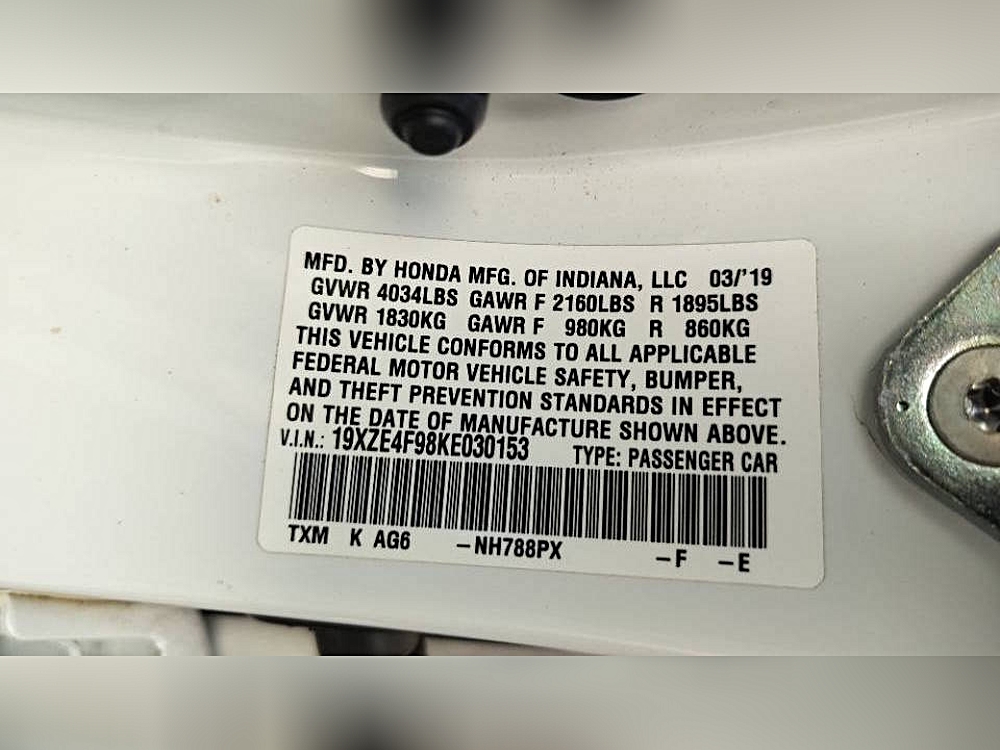 MFD. BY HONDA MFG. OF INDIANA, LLC 03/'19
GVWR 4034LBS GAWR F 2160LBS R 1895LBS
GVWR 1830KG GAWR F 980KG R 860KG
THIS VEHICLE CONFORMS TO ALL APPLICABLE
FEDERAL MOTOR VEHICLE SAFETY, BUMPER,
AND THEFT PREVENTION STANDARDS IN EFFECT
ON THE DATE OF MANUFACTURE SHOWN ABOVE.
V.I.N.: 19XZE4F98KE030153 TYPE: PASSENGER CAR
TXM K AG6 –NH788PX –F –E